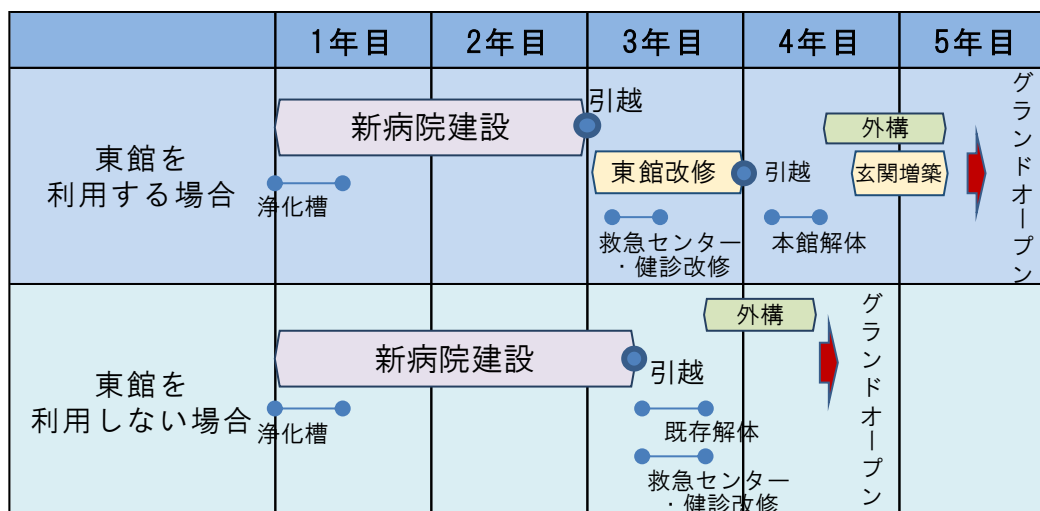 1年目
2年目
3年目
4年目
5年目
東館を
利用する場合
新病院建設
引越
浄化槽
東館改修
引越
救急センター
・健診改修
本館解体
外構
玄関増築
グランドオープン
東館を
利用しない場合
新病院建設
引越
浄化槽
既存解体
救急センター
・健診改修
外構
グランドオープン